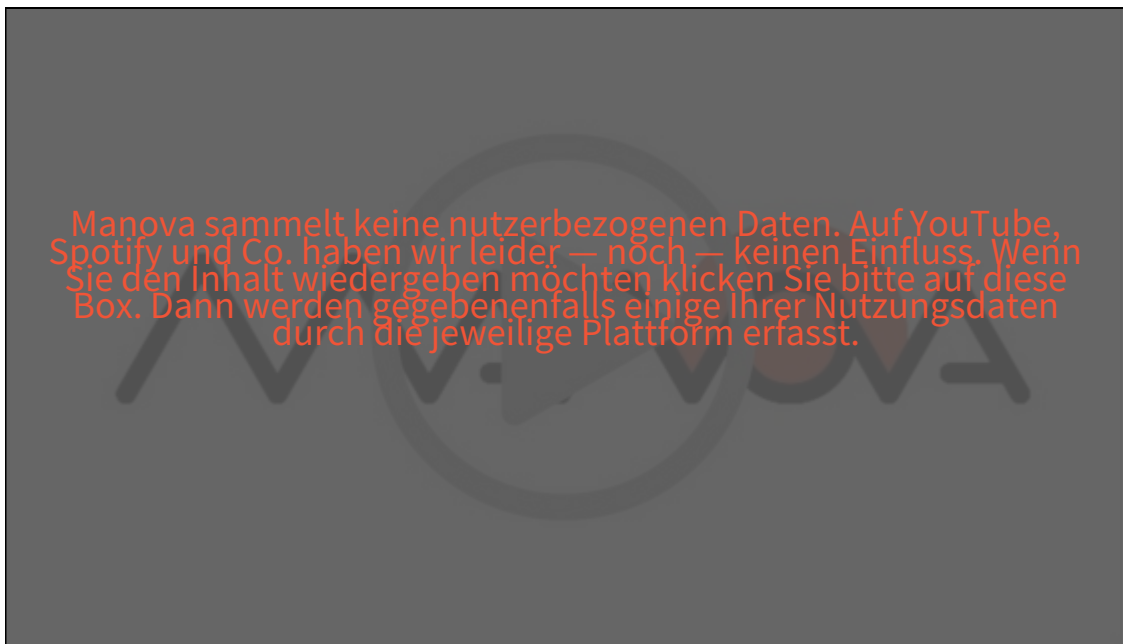 Manova sammelt keine nutzerbezogenen Daten. Auf YouTube,
Spotify und Co. haben wir leider — noch — keinen Einfluss. Wenn
Sie den Inhalt wiedergeben möchten klicken Sie bitte auf diese
Box. Dann werden gegebenenfalls einige Ihrer Nutzungsdaten
durch die jeweilige Plattform erfasst.
MANOVA